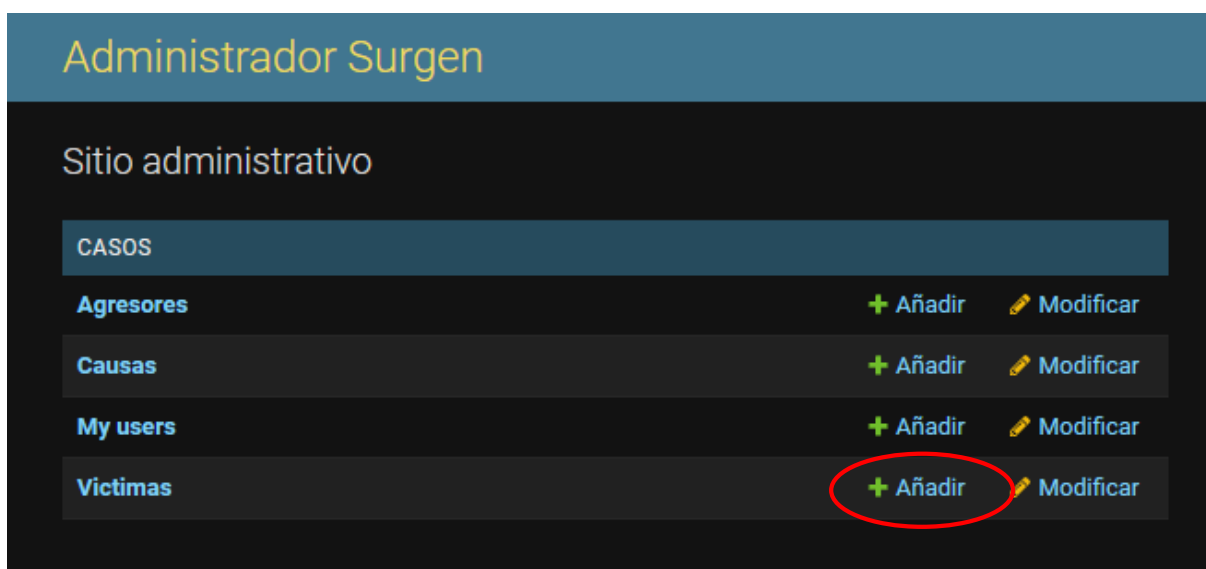 Administrador Surgen
Sitio administrativo
CASOS
Agresores Añadir Modificar
Causas Añadir Modificar
My users Añadir Modificar
Victimas Añadir Modificar